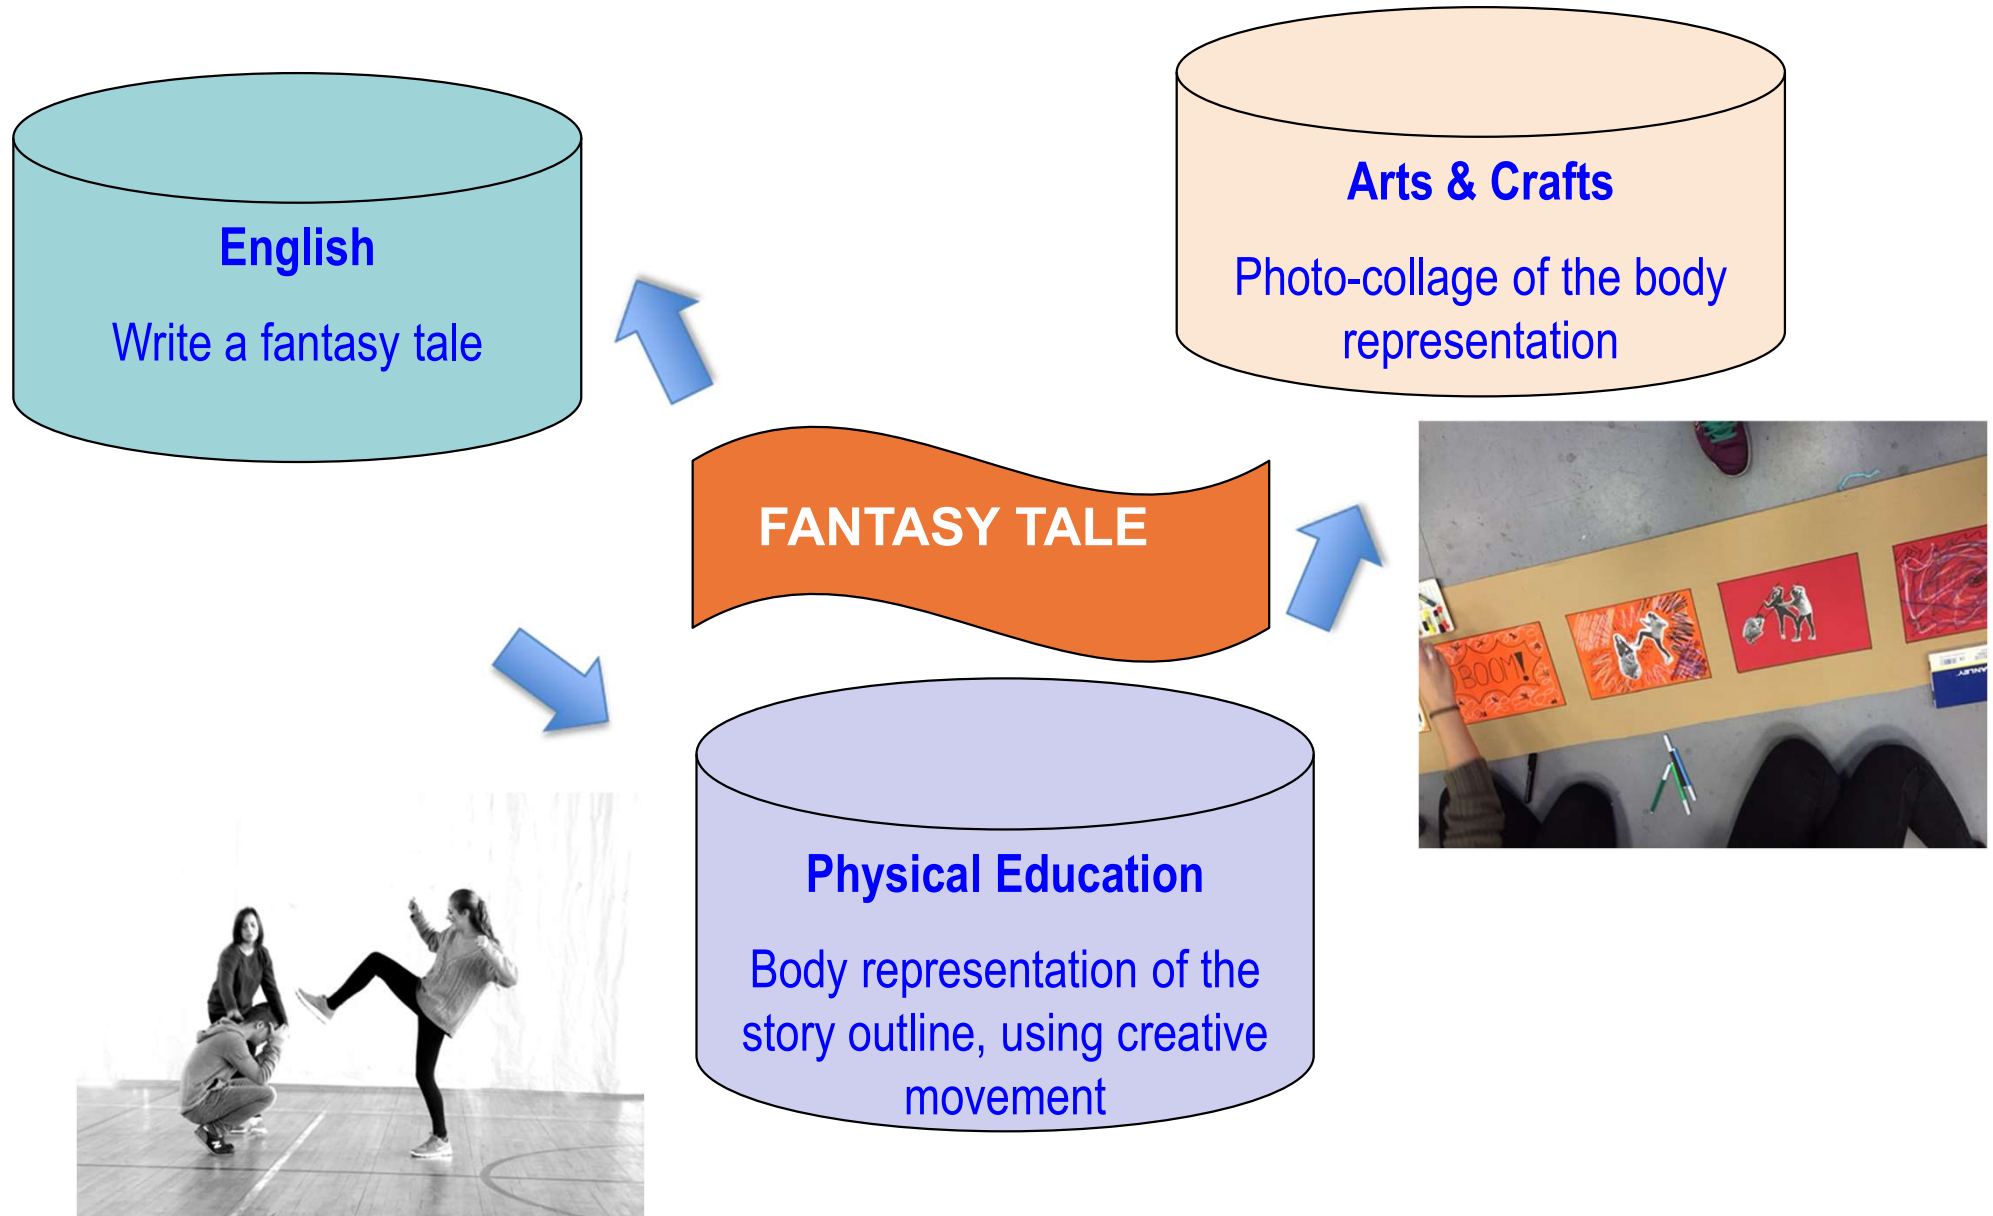 English
Write a fantasy tale
Arts & Crafts
Photo-collage of the body
representation
FANTASY TALE
BOOM!
Physical Education
Body representation of the
story outline, using creative
movement